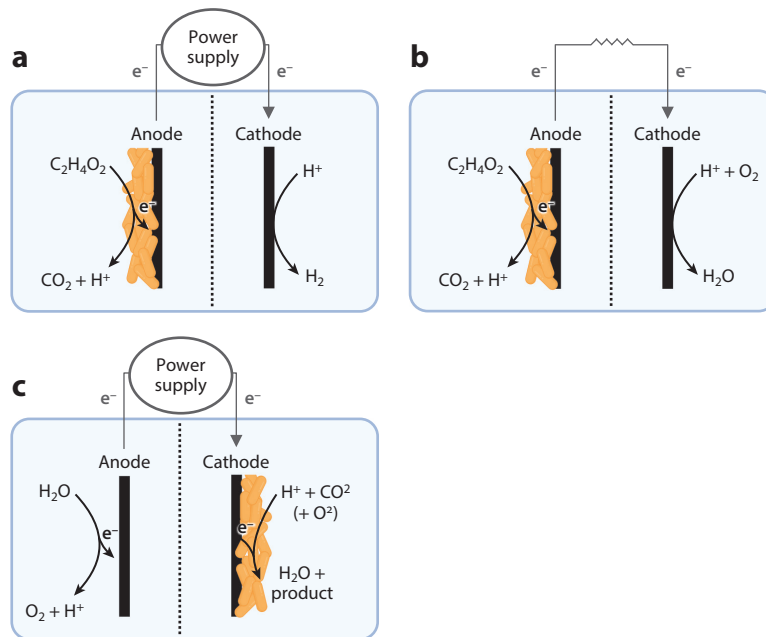 a
Power
supply
e⁻ e⁻
Anode Cathode
C₂H₄O₂
H⁺
e⁻
CO₂ + H⁺
H₂
b
e⁻ e⁻
Anode Cathode
C₂H₄O₂
H⁺ + O₂
e⁻
CO₂ + H⁺
H₂O
c
Power
supply
e⁻ e⁻
Anode Cathode
H₂O
H⁺ + CO²
(+ O²)
e⁻
e⁻
H₂O +
product
O₂ + H⁺